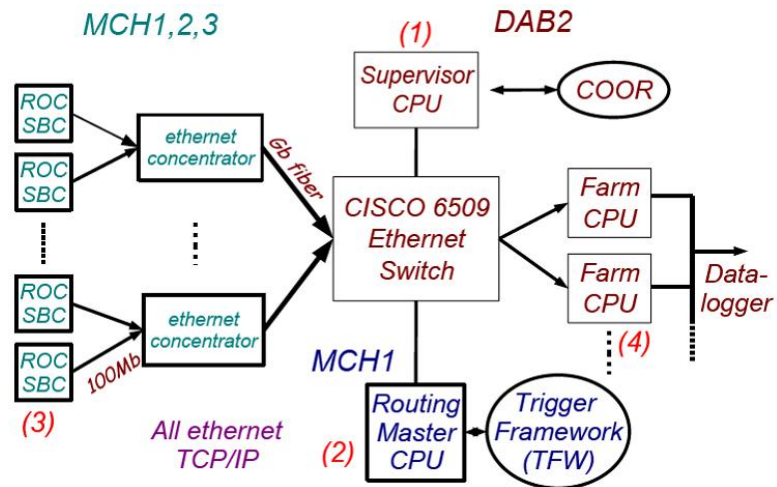 MCH1,2,3
DAB2
(1)
ROC
SBC
ROC
SBC
ethernet
concentrator
Gb fiber
Supervisor
CPU
COOR
CISCO 6509
Ethernet
Switch
Farm
CPU
Farm
CPU
Data-
logger
(4)
ROC
SBC
ROC
SBC
ethernet
concentrator
100Mb
(3)
All ethernet
TCP/IP
MCH1
(2)
Routing
Master
CPU
Trigger
Framework
(TFW)